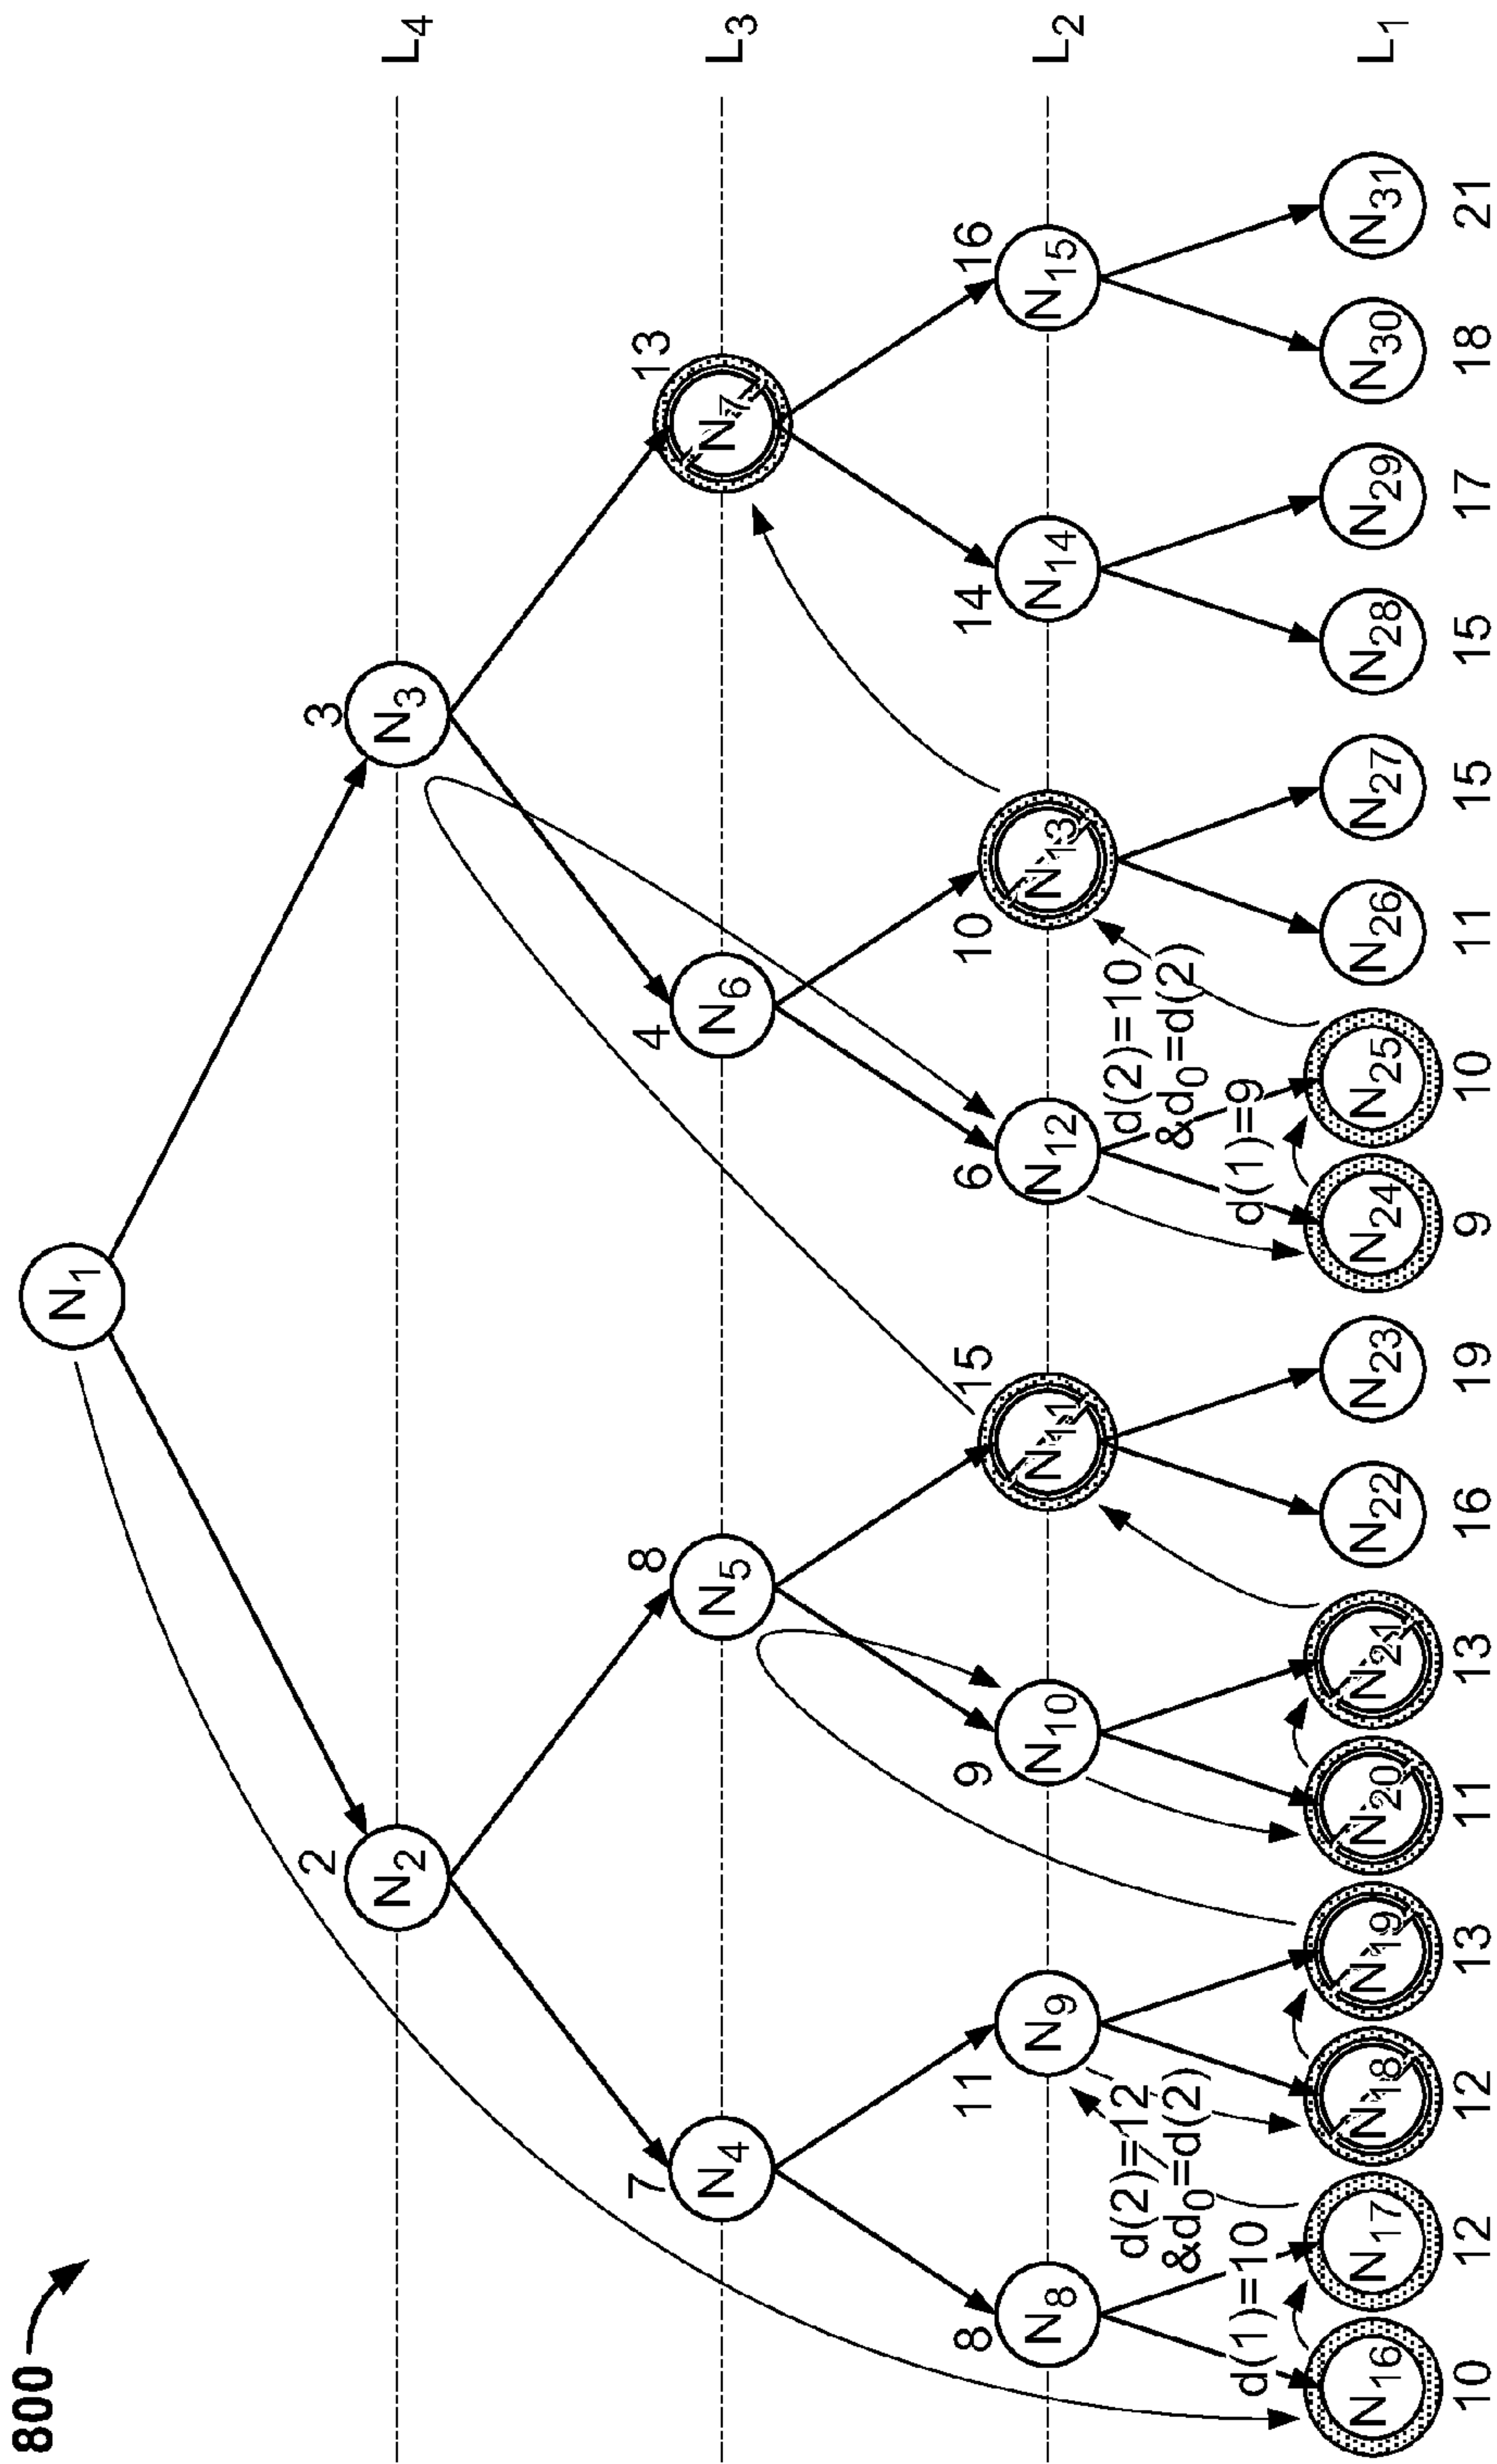 800
N1
L4
2
N2
3
N3
L3
7
N4
8
N5
4
N6
13
N7
L2
8
N8
11
N9
9
N10
15
N11
6
N12
10
N13
14
N14
16
N15
d(1)=10
d(2)=12
&d0=d(2)
d(1)=9
d(2)=10
&d0=d(2)
L1
N16 N17 N18 N19 N20 N21 N22 N23 N24 N25 N26 N27 N28 N29 N30 N31
10 12 12 13 11 13 16 19 9 10 11 15 15 17 18 21